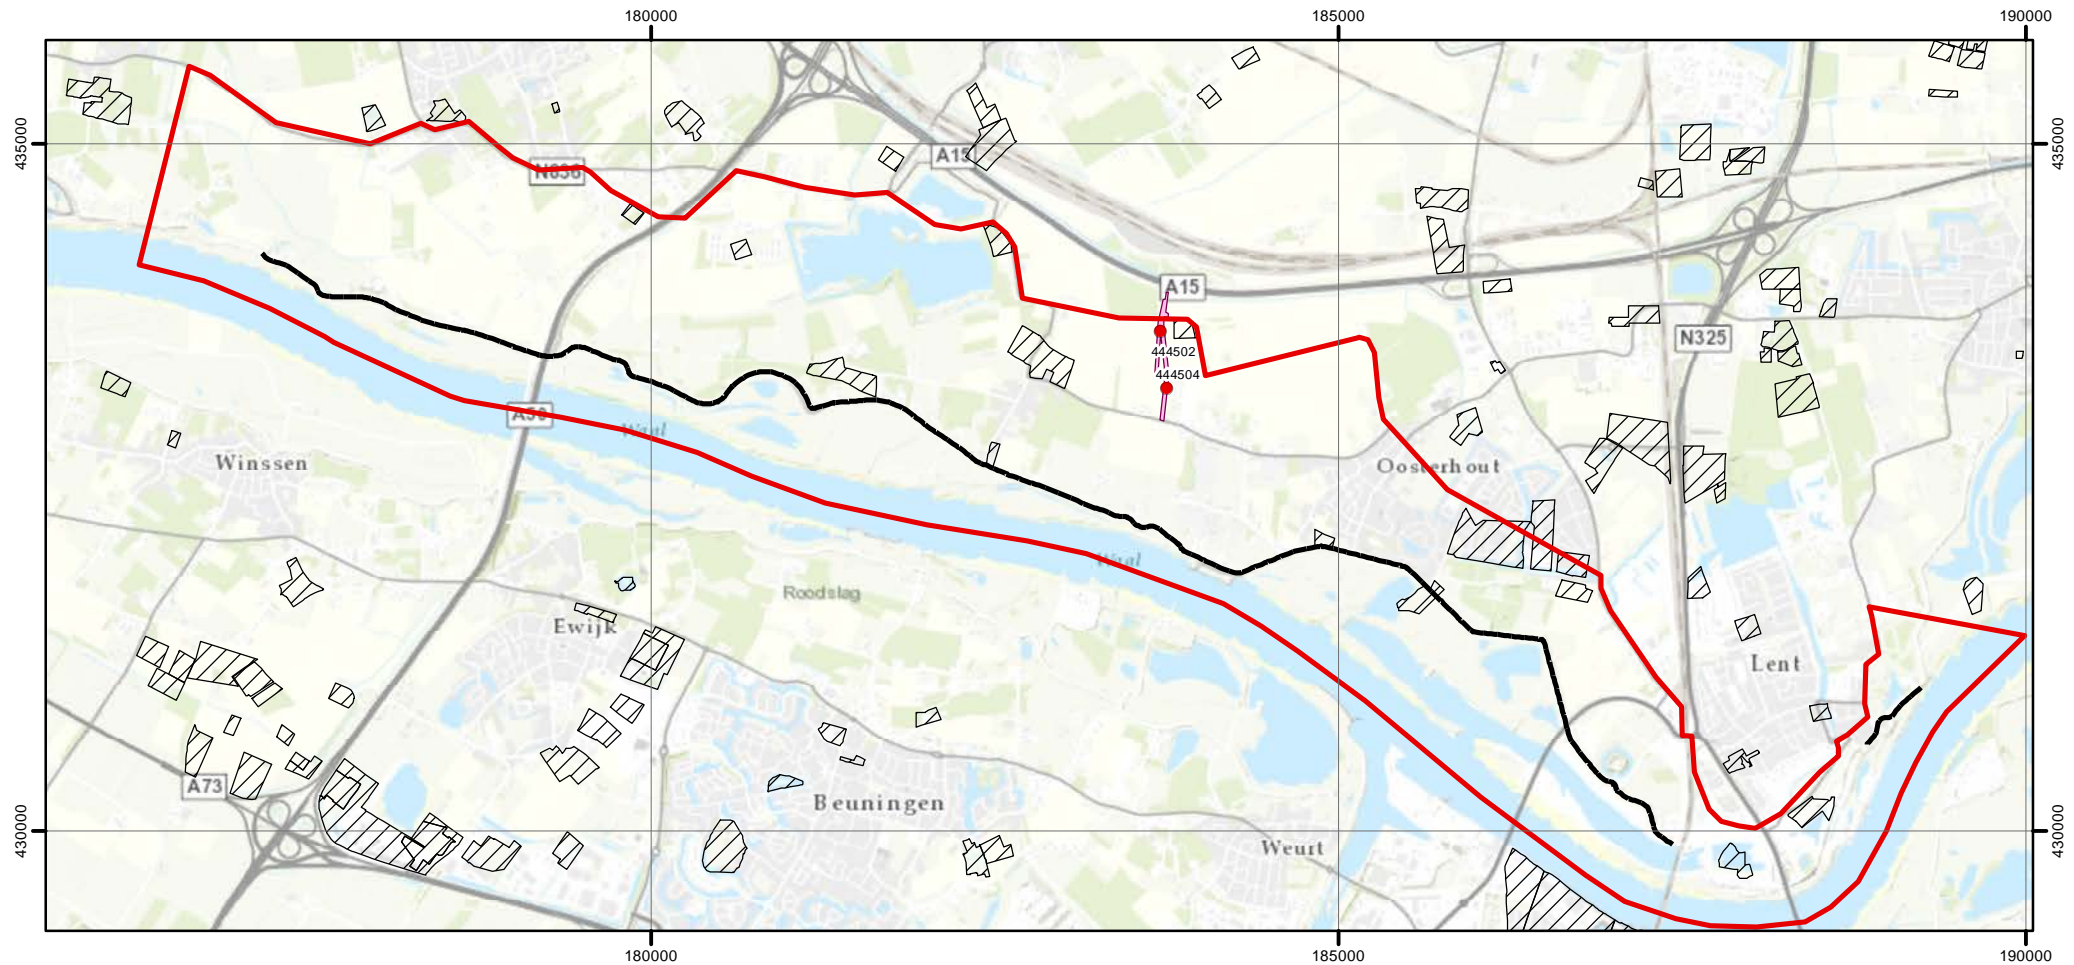 180000
185000
190000
435000
435000
A15
N836
A15
N325
444502
444504
A50
Waal
Winssen
Oosterhout
Waal
Roodslag
Ewijk
Lent
A73
Beuningen
430000
430000
Weurt
180000
185000
190000